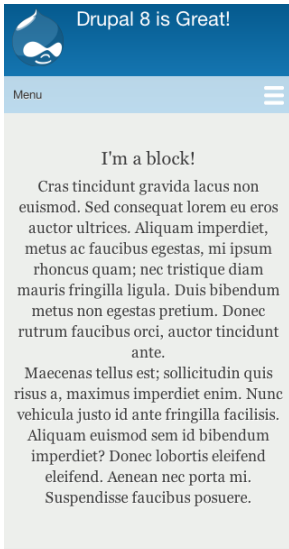 Drupal 8 is Great!
Menu
I'm a block!
Cras tincidunt gravida lacus non
euismod. Sed consequat lorem eu eros
auctor ultrices. Aliquam imperdiet,
metus ac faucibus egestas, mi ipsum
rhoncus quam; nec tristique diam
mauris fringilla ligula. Duis bibendum
metus non egestas pretium. Donec
rutrum faucibus orci, auctor tincidunt
ante.
Maecenas tellus est; sollicitudin quis
risus a, maximus imperdiet enim. Nunc
vehicula justo id ante fringilla facilisis.
Aliquam euismod sem id bibendum
imperdiet? Donec lobortis eleifend
eleifend. Aenean nec porta mi.
Suspendisse faucibus posuere.